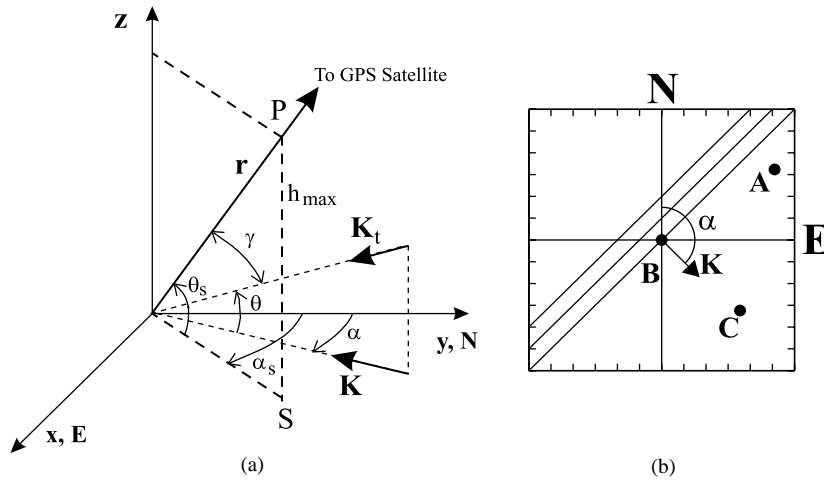 z
To GPS Satellite
P
r
h max
K t
γ
θ s
θ
α
α s
y, N
K
S
x, E
(a)
N
A
α
E
B
K
C
(b)